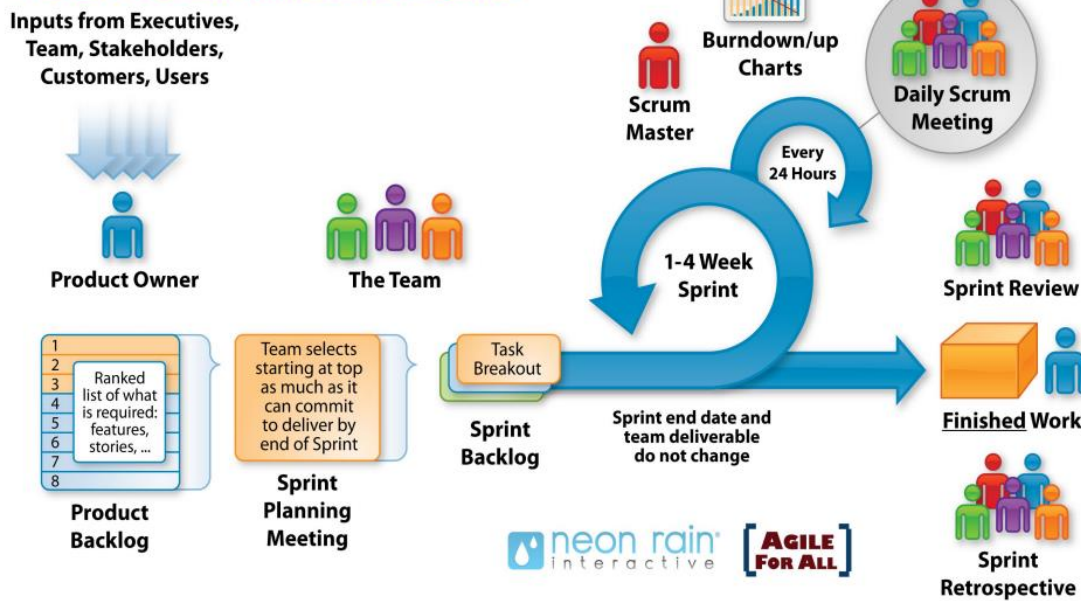 Inputs from Executives,
Team, Stakeholders,
Customers, Users
Product Owner
The Team
Scrum
Master
Burndown/up
Charts
Daily Scrum
Meeting
Every
24 Hours
1-4 Week
Sprint
Sprint Review
1
2
3
4
5
6
7
8
Ranked
list of what
is required:
features,
stories, ...
Product
Backlog
Team selects
starting at top
as much as it
can commit
to deliver by
end of Sprint
Sprint
Planning
Meeting
Task
Breakout
Sprint
Backlog
Sprint end date and
team deliverable
do not change
Finished Work
Sprint
Retrospective
neon rain
interactive
AGILE
FOR ALL